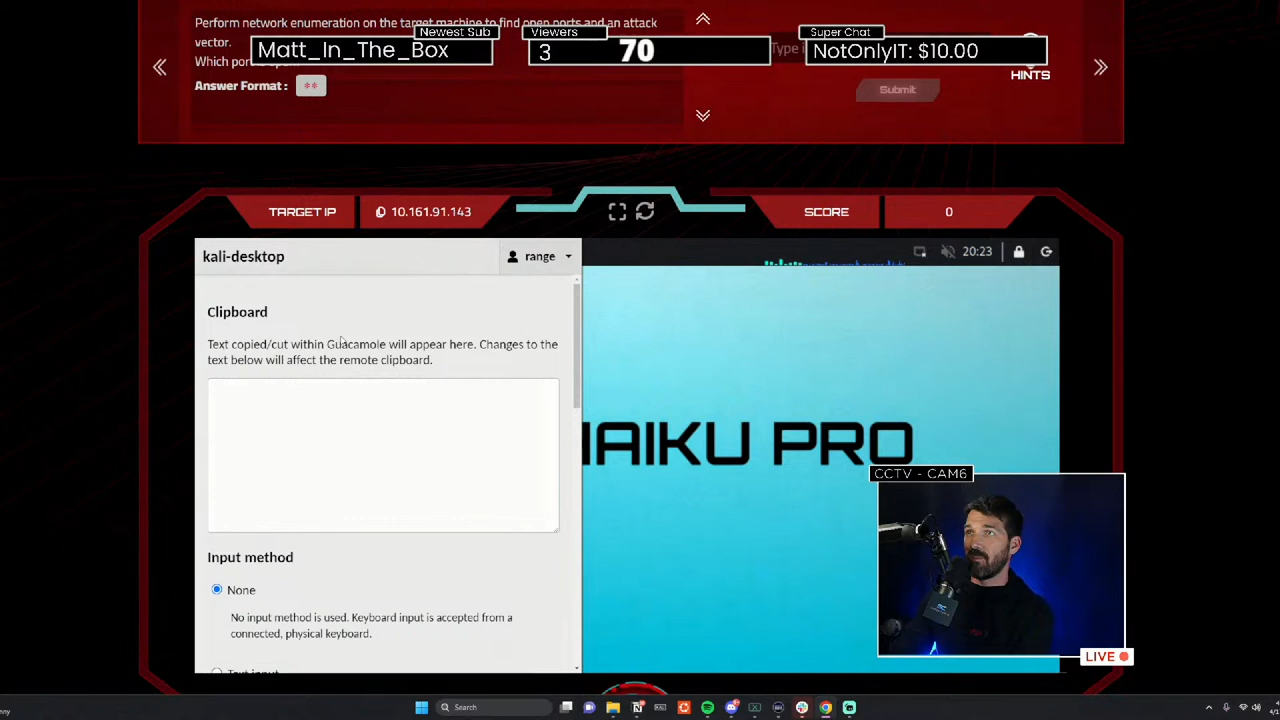 Perform network enumeration on the target machine to find open ports and an attack
vector.
Newest Sub
Matt_In_The_Box
Viewers
3
70
Super Chat
NotOnlyIT: $10.00
HINTS
Answer Format :
**
Submit
TARGET IP
10.161.91.143
SCORE
0
kali-desktop
range
20:23
Clipboard
Text copied/cut within Guacamole will appear here. Changes to the
text below will affect the remote clipboard.
AIKU PRO
CCTV - CAM6
Input method
None
No input method is used. Keyboard input is accepted from a
connected, physical keyboard.
Text input
LIVE
Search